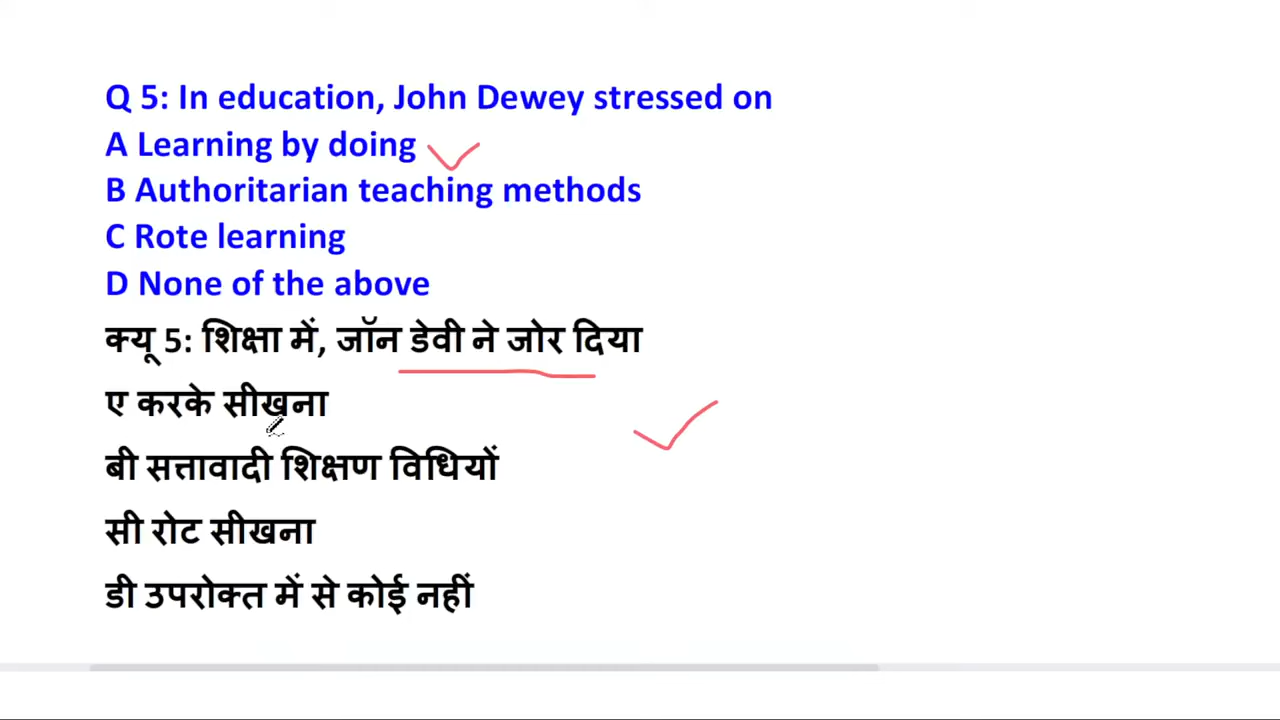 Q 5: In education, John Dewey stressed on
A Learning by doing
B Authoritarian teaching methods
C Rote learning
D None of the above
क्यू 5: शिक्षा में, जॉन डेवी ने जोर दिया
ए करके सीखना
बी सत्तावादी शिक्षण विधियों
सी रोट सीखना
डी उपरोक्त में से कोई नहीं